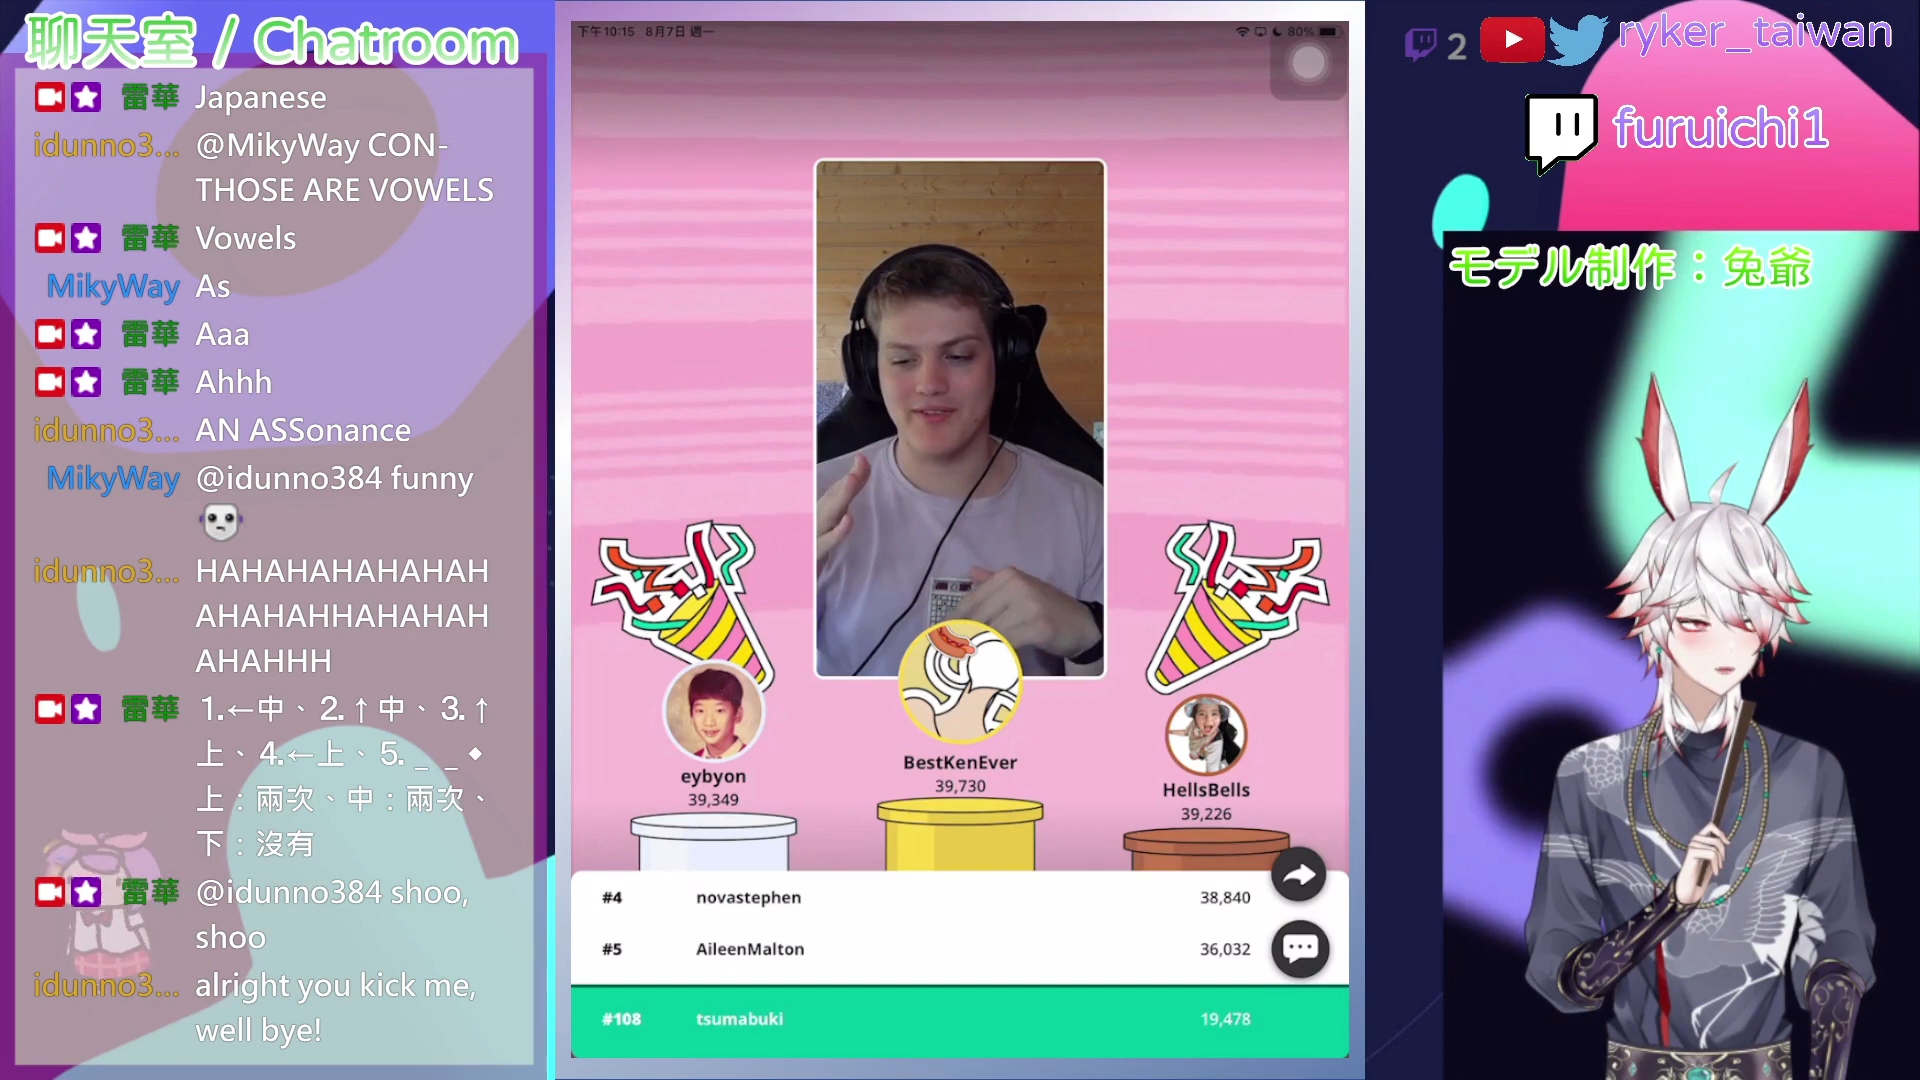 聊天室 / Chatroom
雷華 Japanese
idunno3... @MikyWay CON-
THOSE ARE VOWELS
雷華 Vowels
MikyWay As
雷華 Aaa
雷華 Ahhh
idunno3... AN ASSonance
MikyWay @idunno384 funny
idunno3... HAHAHAHAHAHAH
AHAHAHHAHAHAH
AHAHHH
雷華 1.←中、2.↑中、3.↑
上、4.←上、5. _ _ ◆
上：兩次、中：兩次、
下：沒有
雷華 @idunno384 shoo,
shoo
idunno3... alright you kick me,
well bye!
下午10:15 8月7日 週一
80%
eybyon
39,349
BestKenEver
39,730
HellsBells
39,226
#4 novastephen 38,840
#5 AileenMalton 36,032
#108 tsumabuki 19,478
2 ryker_taiwan
furuichi1
モデル制作：兔爺